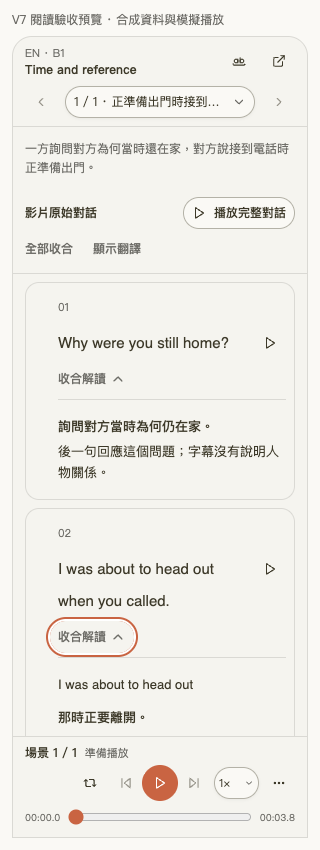 V7 閱讀驗收預覽・合成資料與模擬播放
EN · B1
Time and reference
ab
1 / 1・正準備出門時接到…
一方詢問對方為何當時還在家，對方說接到電話時
正準備出門。
影片原始對話
播放完整對話
全部收合
顯示翻譯
01
Why were you still home?
收合解讀
詢問對方當時為何仍在家。
後一句回應這個問題；字幕沒有說明人
物關係。
02
I was about to head out
when you called.
收合解讀
I was about to head out
那時正要離開。
場景 1 / 1 準備播放
1×
00:00.0
00:03.8